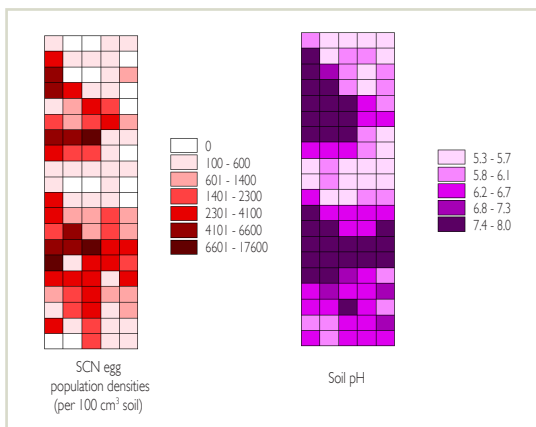 0
100 - 600
601 - 1400
1401 - 2300
2301 - 4100
4101 - 6600
6601 - 17600
SCN egg
population densities
(per 100 cm³ soil)
5.3 - 5.7
5.8 - 6.1
6.2 - 6.7
6.8 - 7.3
7.4 - 8.0
Soil pH